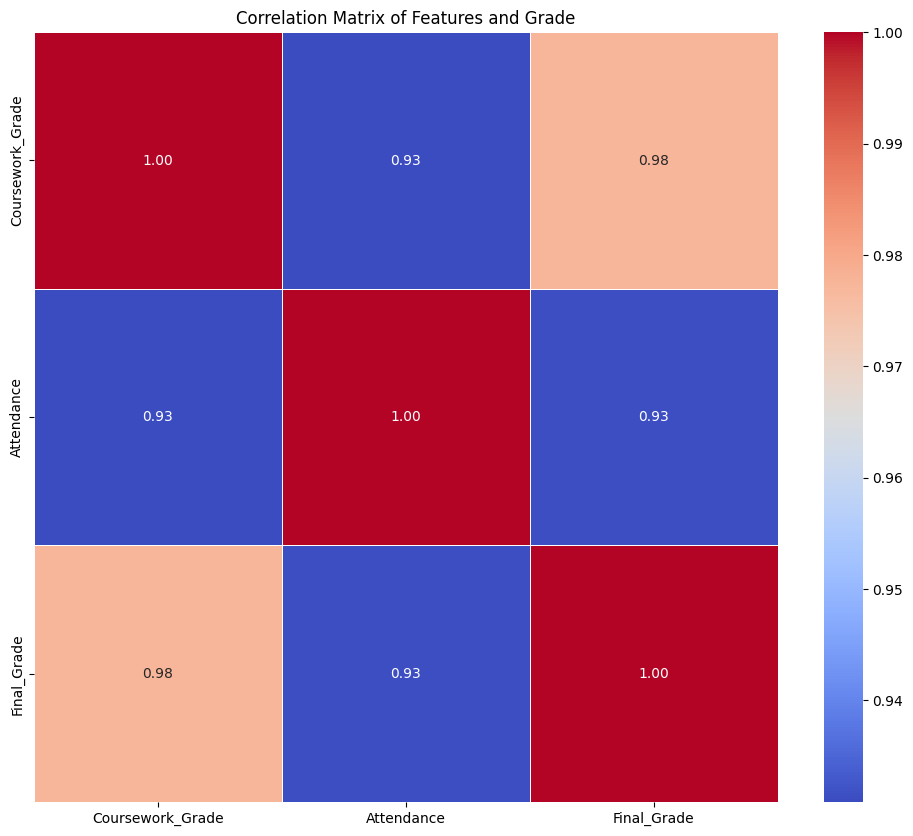 Correlation Matrix of Features and Grade
Coursework_Grade
1.00
0.93
0.98
Attendance
0.93
1.00
0.93
Final_Grade
0.98
0.93
1.00
Coursework_Grade
Attendance
Final_Grade
1.00
0.99
0.98
0.97
0.96
0.95
0.94